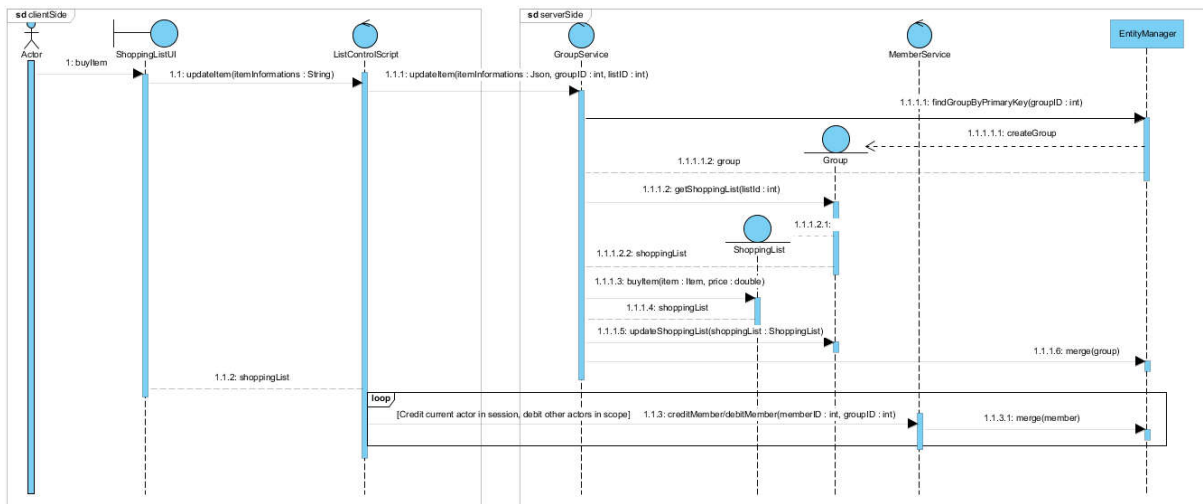 sd clientSide
sd serverSide
Actor
ShoppingListUI
ListControlScript
GroupService
MemberService
EntityManager
1: buyItem
1.1: updateItem(itemInformations : String)
1.1.1: updateItem(itemInformations : Json, groupID : int, listID : int)
1.1.1.1: findGroupByPrimaryKey(groupID : int)
1.1.1.1.1: createGroup
Group
1.1.1.1.2: group
1.1.1.2: getShoppingList(listId : int)
1.1.1.2.1:
ShoppingList
1.1.1.2.2: shoppingList
1.1.1.3: buyItem(item : Item, price : double)
1.1.1.4: shoppingList
1.1.1.5: updateShoppingList(shoppingList : ShoppingList)
1.1.1.6: merge(group)
1.1.2: shoppingList
loop
[Credit current actor in session, debit other actors in scope]
1.1.3: creditMember/debitMember(memberID : int, groupID : int)
1.1.3.1: merge(member)